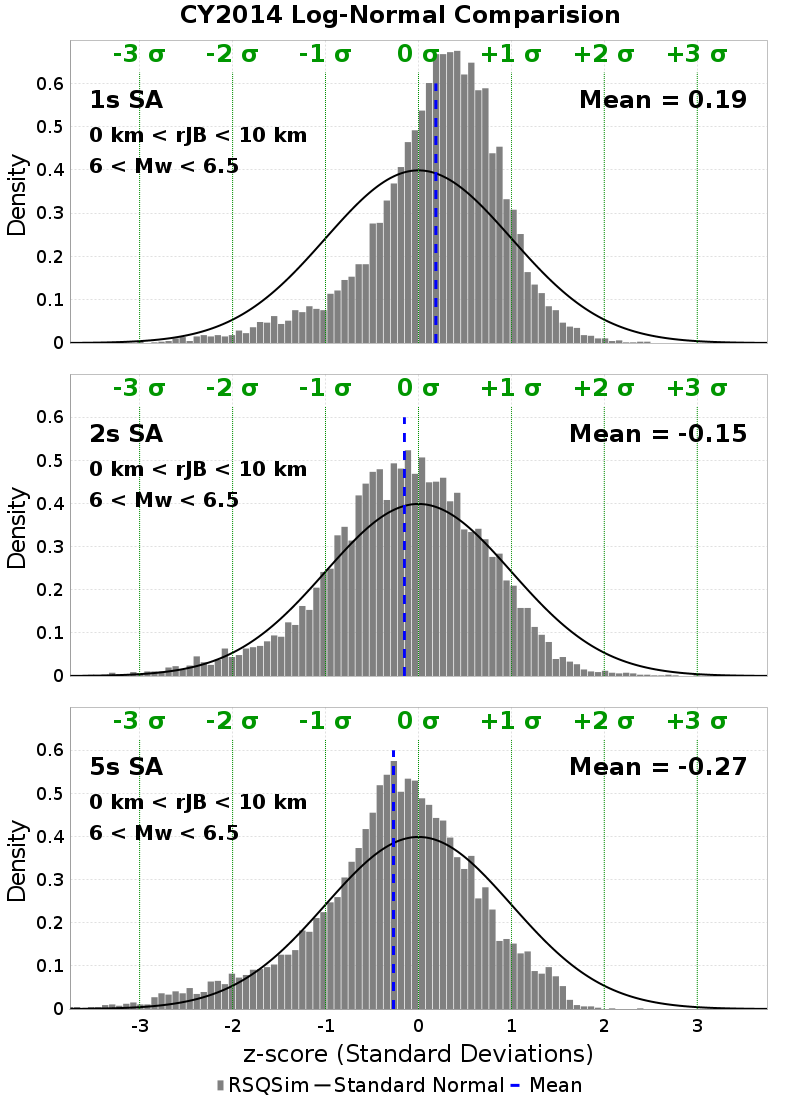 CY2014 Log-Normal Comparision
-3 σ -2 σ -1 σ 0 σ +1 σ +2 σ +3 σ
1s SA
Mean = 0.19
0 km < rJB < 10 km
6 < Mw < 6.5
0.6
0.5
0.4
0.3
0.2
0.1
0
Density
-3 σ -2 σ -1 σ 0 σ +1 σ +2 σ +3 σ
2s SA
Mean = -0.15
0 km < rJB < 10 km
6 < Mw < 6.5
0.6
0.5
0.4
0.3
0.2
0.1
0
Density
-3 σ -2 σ -1 σ 0 σ +1 σ +2 σ +3 σ
5s SA
Mean = -0.27
0 km < rJB < 10 km
6 < Mw < 6.5
0.6
0.5
0.4
0.3
0.2
0.1
0
Density
-3 -2 -1 0 1 2 3
z-score (Standard Deviations)
RSQSim Standard Normal Mean